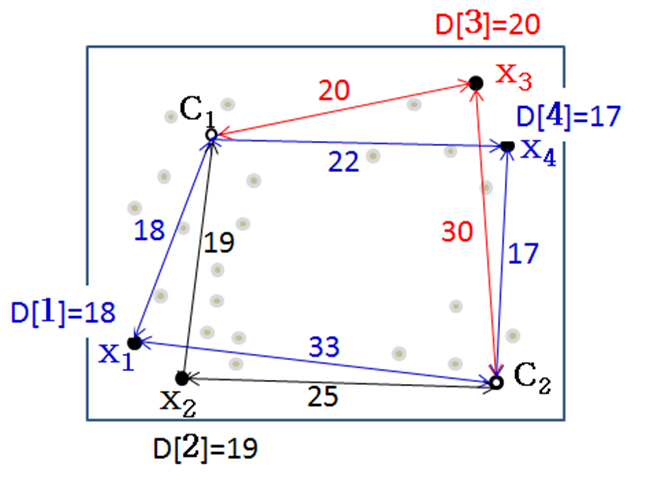 D[3]=20
x3
20
C1
D[4]=17
x4
22
18
19
30
17
D[1]=18
x1
33
C2
25
x2
D[2]=19